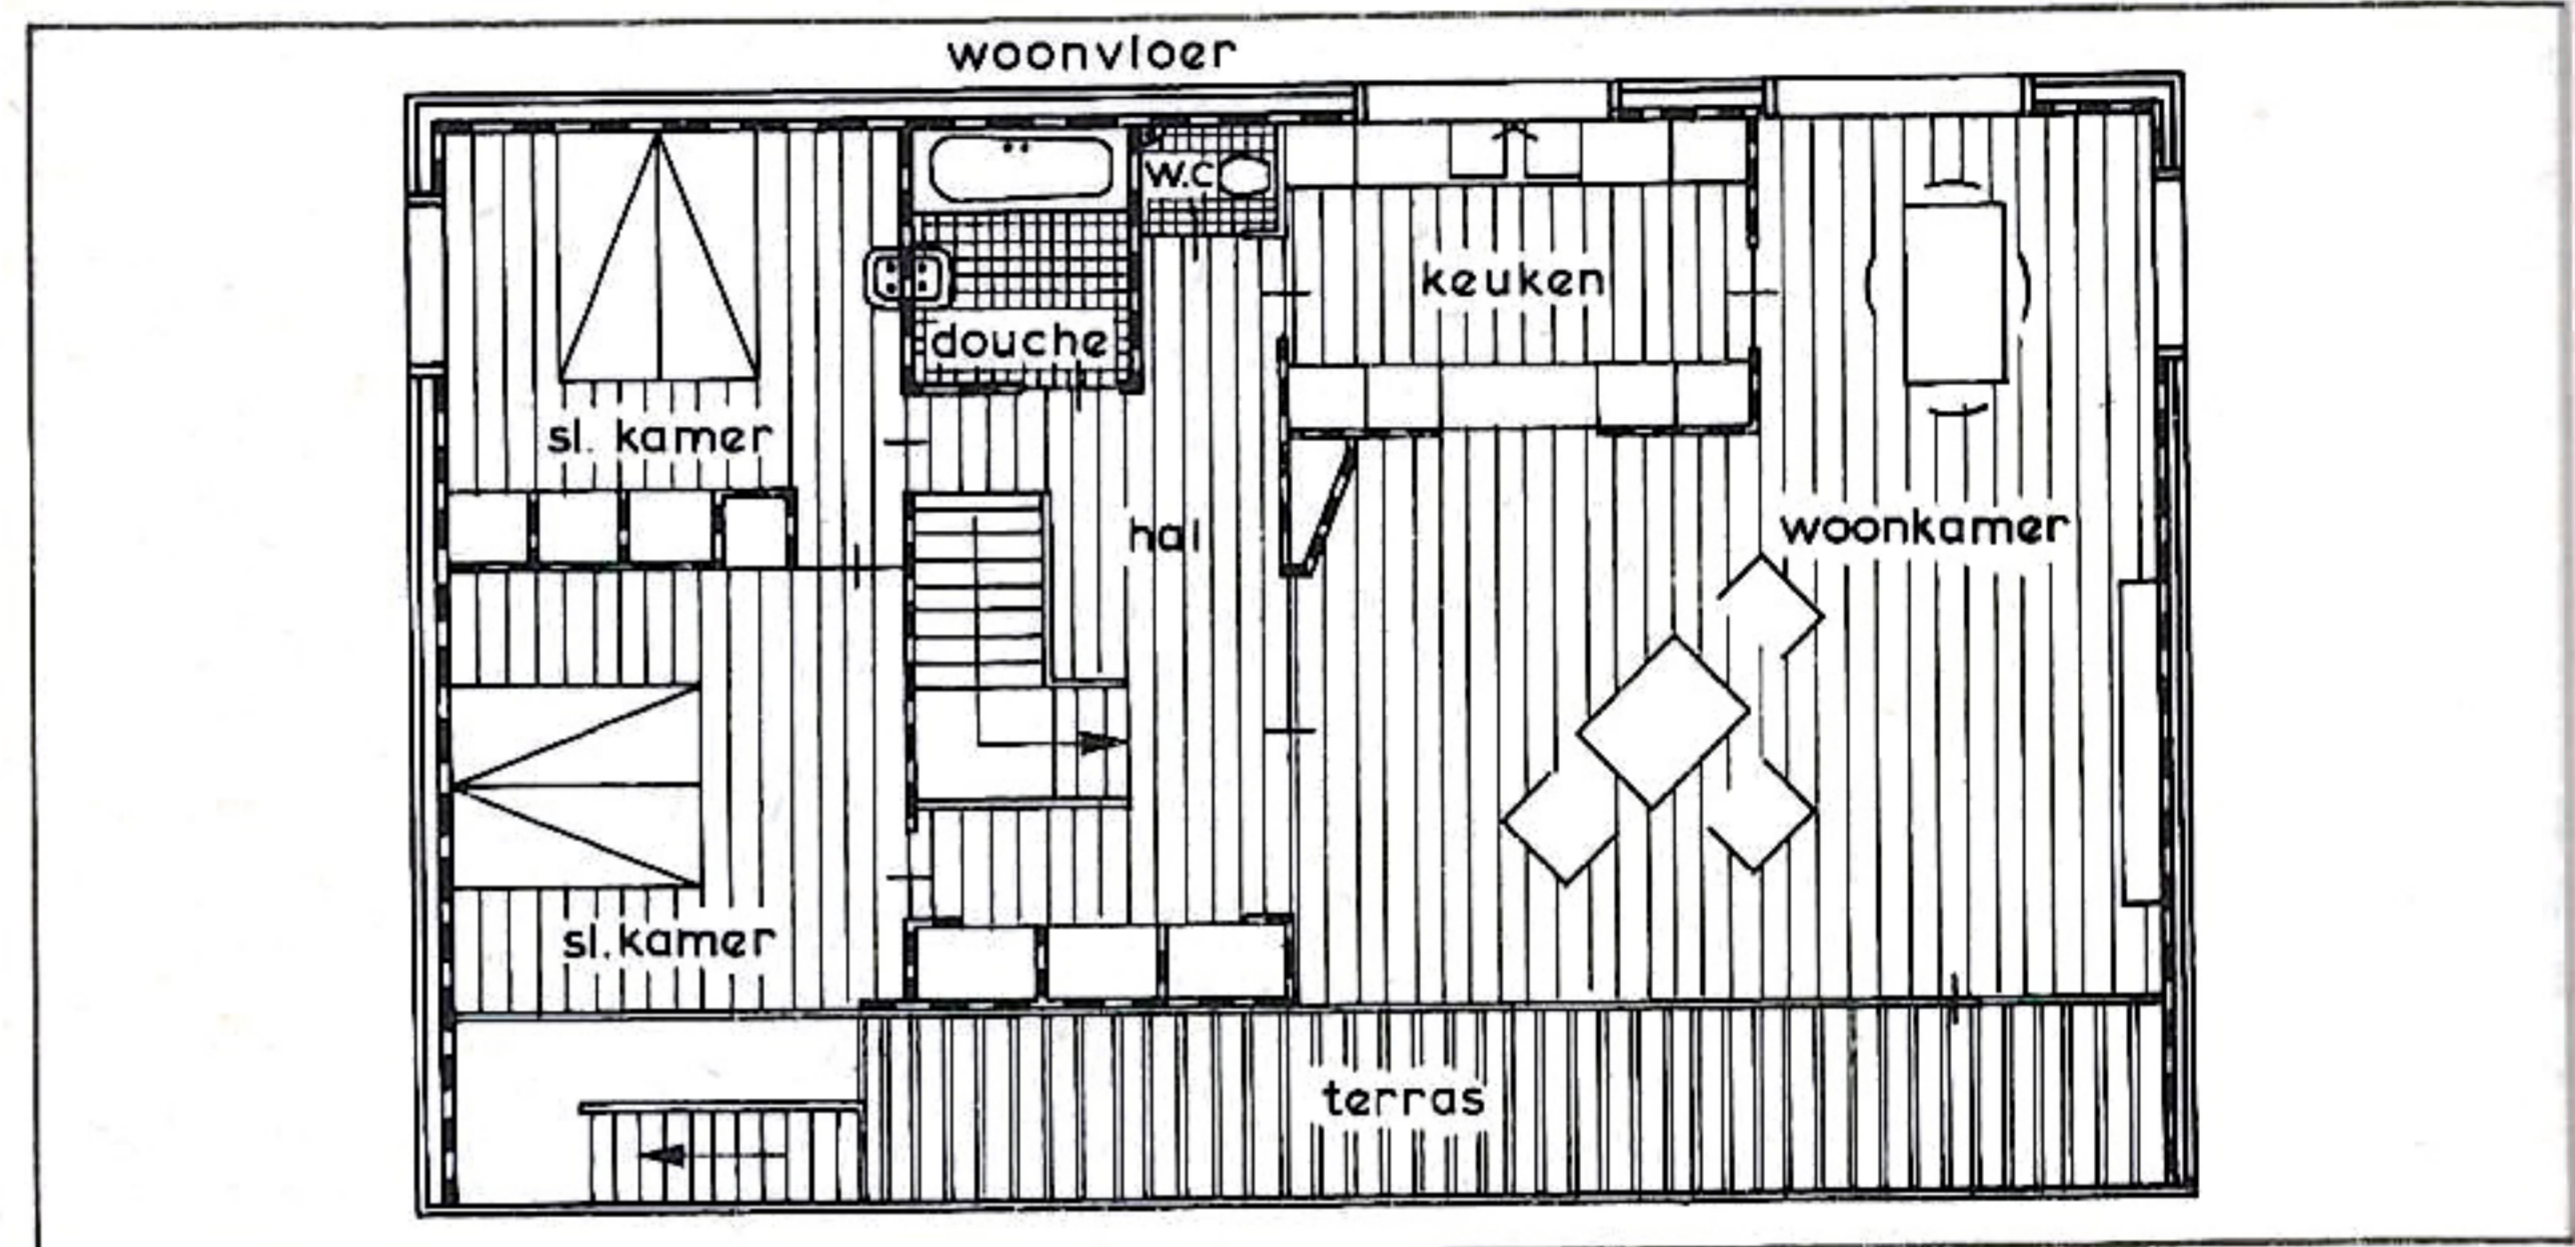 woonvloer
W.C
keuken
douche
sl. kamer
hal
woonkamer
sl.kamer
terras